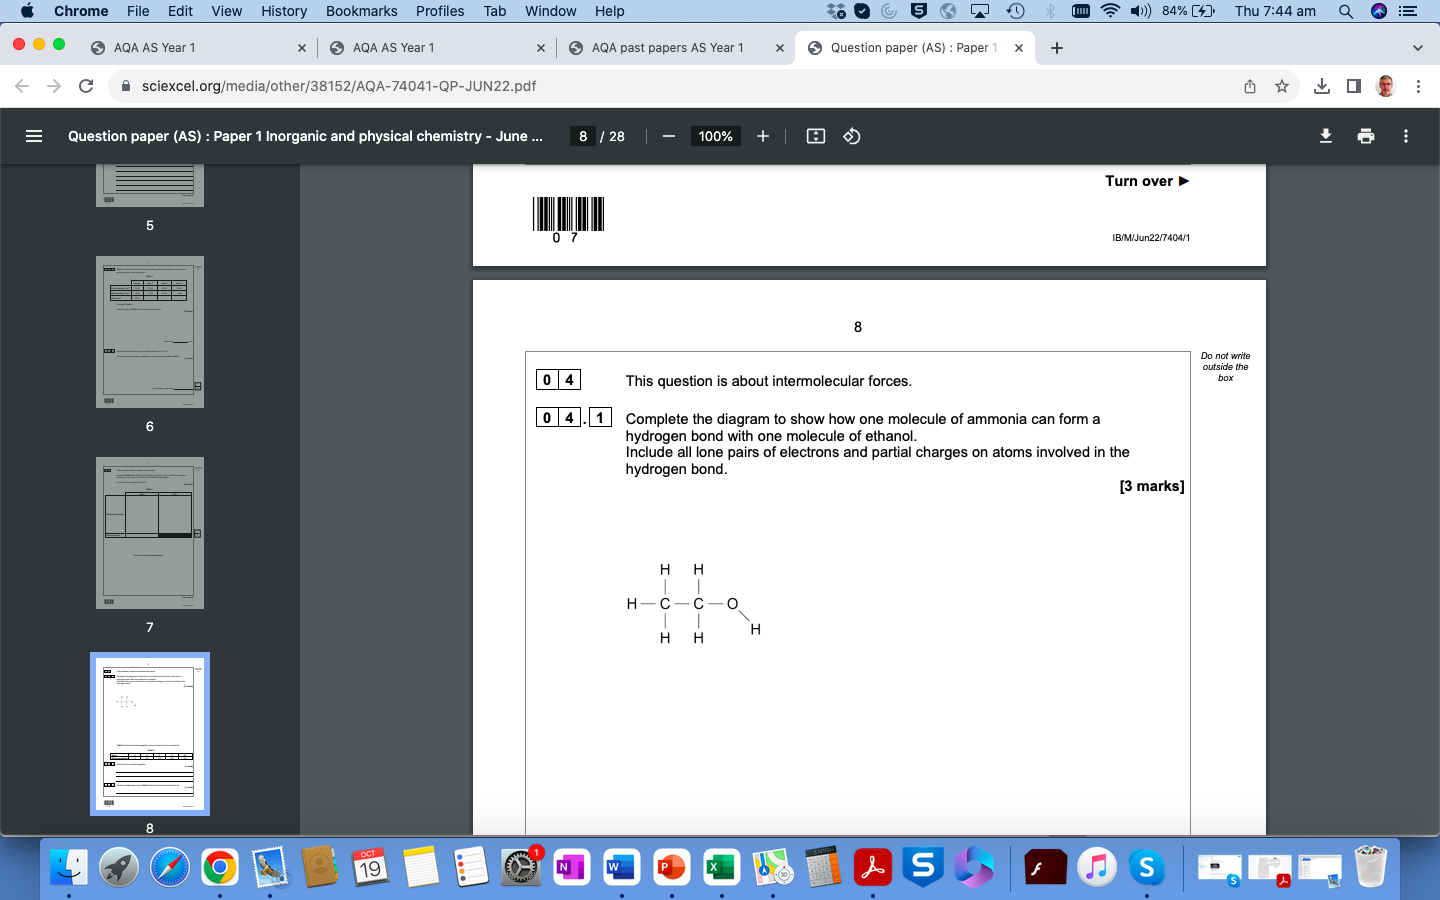 Chrome File Edit View History Bookmarks Profiles Tab Window Help 84% Thu 7:44 am
AQA AS Year 1 AQA AS Year 1 AQA past papers AS Year 1 Question paper (AS) : Paper 1
sciexcel.org/media/other/38152/AQA-74041-QP-JUN22.pdf
Question paper (AS) : Paper 1 Inorganic and physical chemistry - June ... 8 / 28 100%
5
6
7
8
Turn over
0 7
IB/M/Jun22/7404/1
8
Do not write
outside the
box
0 4 This question is about intermolecular forces.
0 4 . 1 Complete the diagram to show how one molecule of ammonia can form a
hydrogen bond with one molecule of ethanol.
Include all lone pairs of electrons and partial charges on atoms involved in the
hydrogen bond.
[3 marks]
H H
H C C O
H H H
OCT
19
1
N W P X 3D S f S